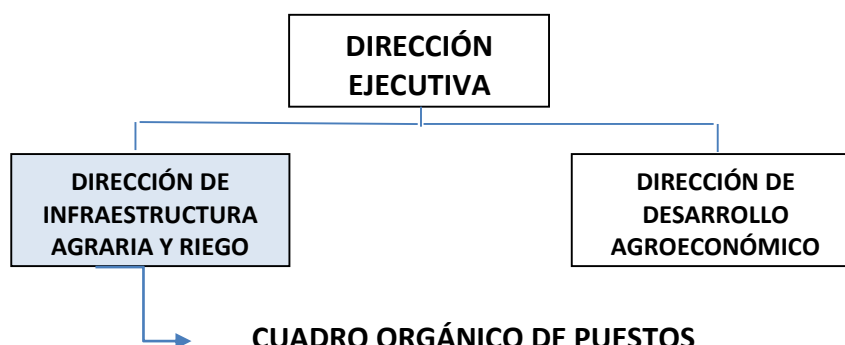 DIRECCIÓN
EJECUTIVA
DIRECCIÓN DE
INFRAESTRUCTURA
AGRARIA Y RIEGO
DIRECCIÓN DE
DESARROLLO
AGROECONÓMICO
CUADRO ORGÁNICO DE PUESTOS